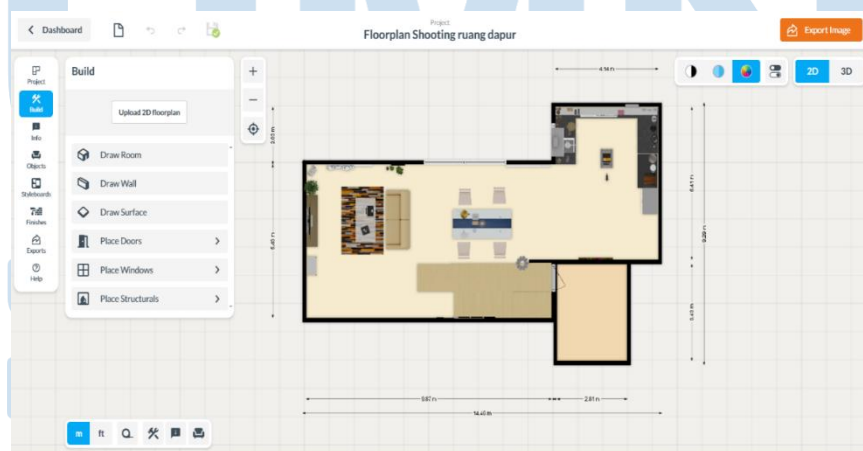 Dashboard
Project
Floorplan Shooting ruang dapur
Export Image
Project
Build
Info
Objects
Styleboards
Finishes
Exports
Help
Build
Upload 2D floorplan
Draw Room
Draw Wall
Draw Surface
Place Doors
Place Windows
Place Structurals
2D
3D
m
ft